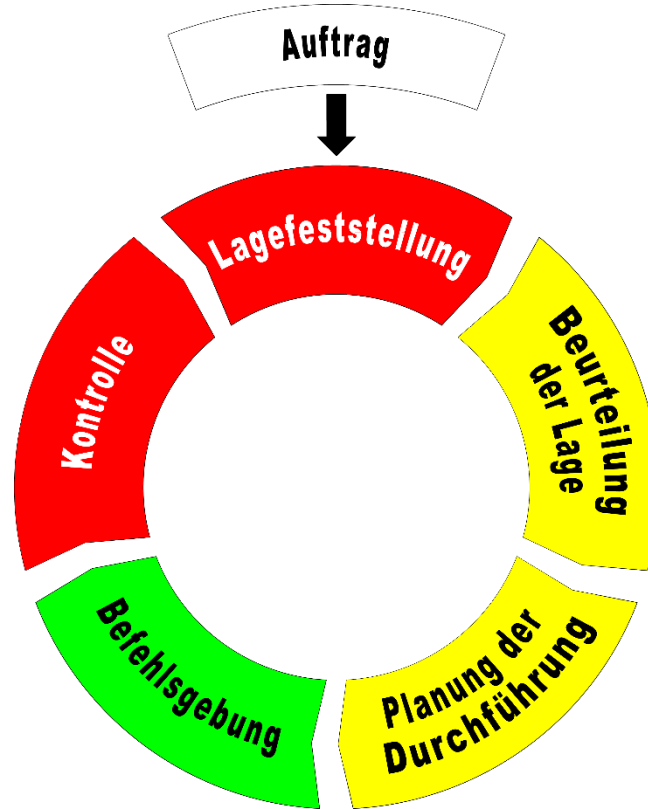 Auftrag
Lagefeststellung
Beurteilung
der Lage
Planung der
Durchführung
Befehlsgebung
Kontrolle